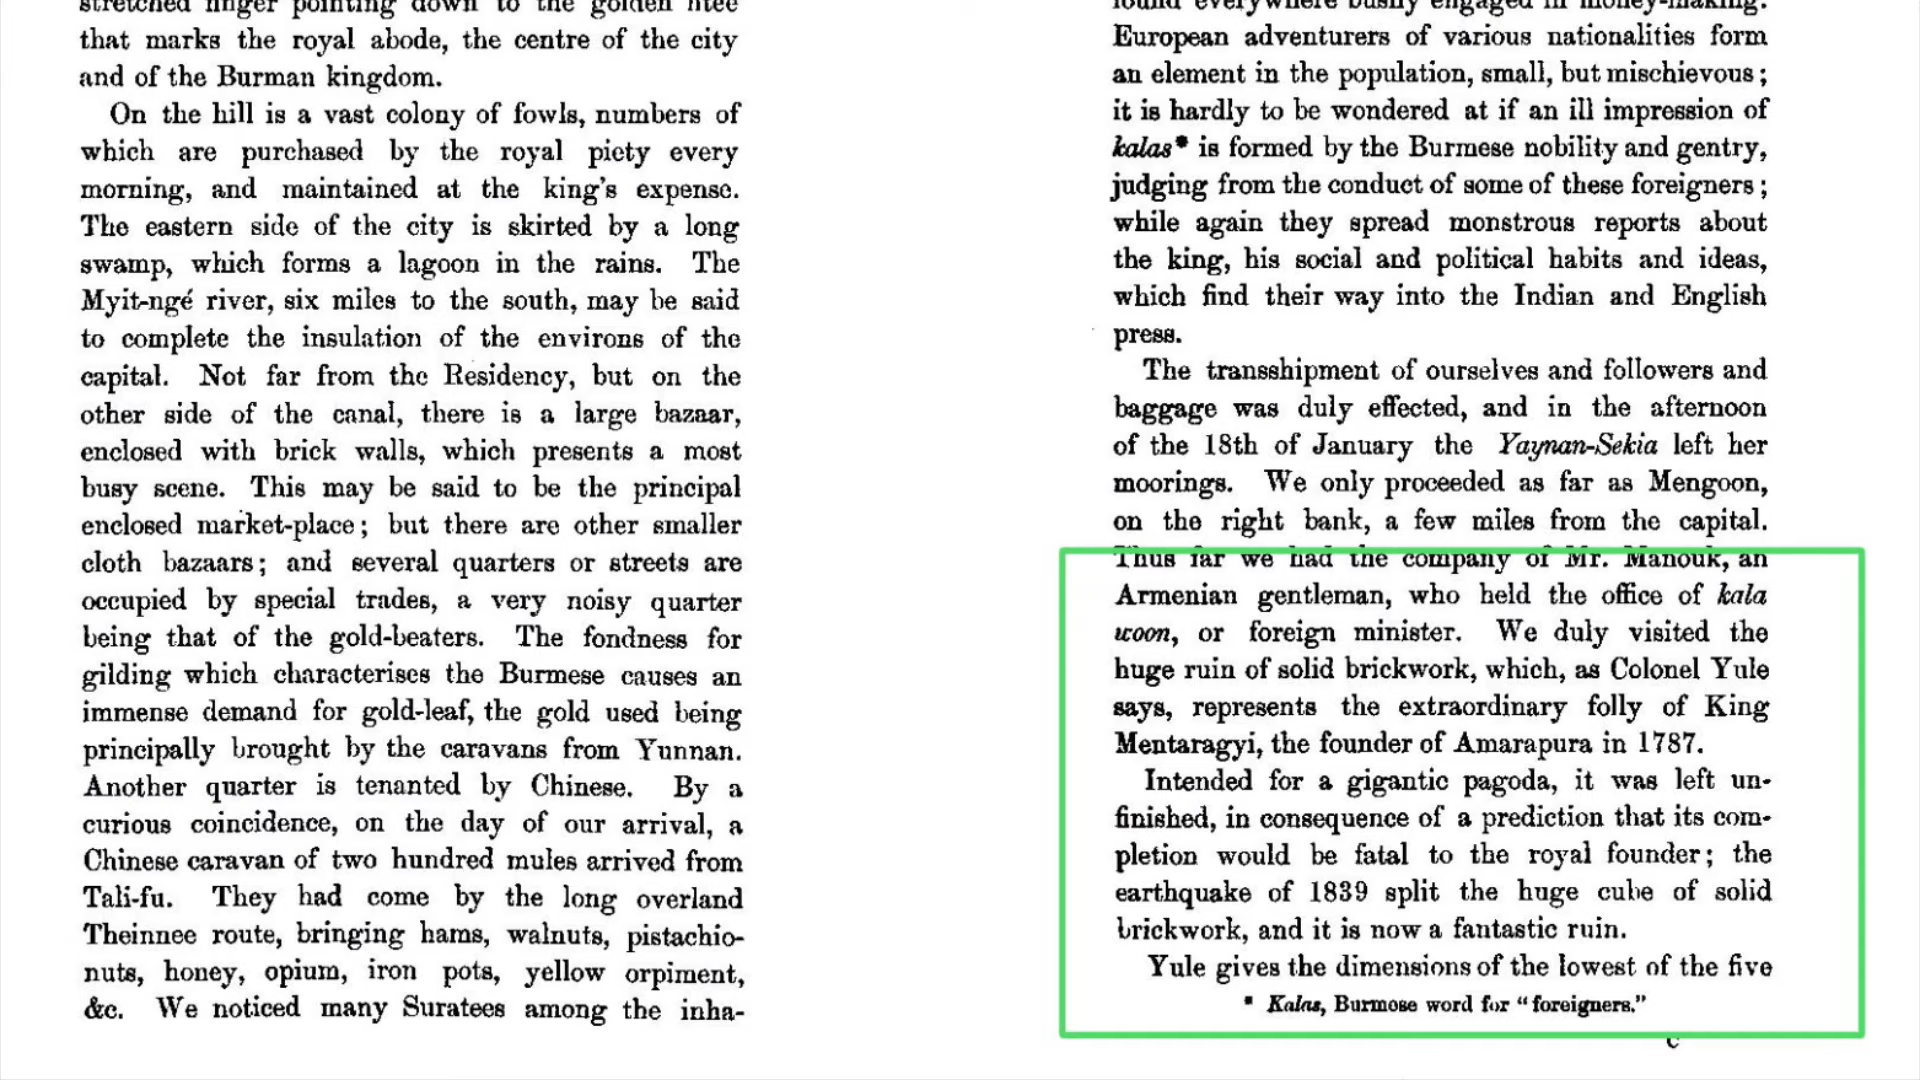 stretched finger pointing down to the golden htee
that marks the royal abode, the centre of the city
and of the Burman kingdom.
On the hill is a vast colony of fowls, numbers of
which are purchased by the royal piety every
morning, and maintained at the king's expense.
The eastern side of the city is skirted by a long
swamp, which forms a lagoon in the rains. The
Myit-ngé river, six miles to the south, may be said
to complete the insulation of the environs of the
capital. Not far from the Residency, but on the
other side of the canal, there is a large bazaar,
enclosed with brick walls, which presents a most
busy scene. This may be said to be the principal
enclosed market-place; but there are other smaller
cloth bazaars; and several quarters or streets are
occupied by special trades, a very noisy quarter
being that of the gold-beaters. The fondness for
gilding which characterises the Burmese causes an
immense demand for gold-leaf, the gold used being
principally brought by the caravans from Yunnan.
Another quarter is tenanted by Chinese. By a
curious coincidence, on the day of our arrival, a
Chinese caravan of two hundred mules arrived from
Tali-fu. They had come by the long overland
Theinnee route, bringing hams, walnuts, pistachio-
nuts, honey, opium, iron pots, yellow orpiment,
&c. We noticed many Suratees among the inha-
found everywhere busily engaged in money-making.
European adventurers of various nationalities form
an element in the population, small, but mischievous;
it is hardly to be wondered at if an ill impression of
kalas* is formed by the Burmese nobility and gentry,
judging from the conduct of some of these foreigners;
while again they spread monstrous reports about
the king, his social and political habits and ideas,
which find their way into the Indian and English
press.
The transshipment of ourselves and followers and
baggage was duly effected, and in the afternoon
of the 18th of January the Yaynan-Sekia left her
moorings. We only proceeded as far as Mengoon,
on the right bank, a few miles from the capital.
Thus far we had the company of Mr. Manouk, an
Armenian gentleman, who held the office of kala
woon, or foreign minister. We duly visited the
huge ruin of solid brickwork, which, as Colonel Yule
says, represents the extraordinary folly of King
Mentaragyi, the founder of Amarapura in 1787.
Intended for a gigantic pagoda, it was left un-
finished, in consequence of a prediction that its com-
pletion would be fatal to the royal founder; the
earthquake of 1839 split the huge cube of solid
brickwork, and it is now a fantastic ruin.
Yule gives the dimensions of the lowest of the five
* Kalas, Burmese word for "foreigners."
C